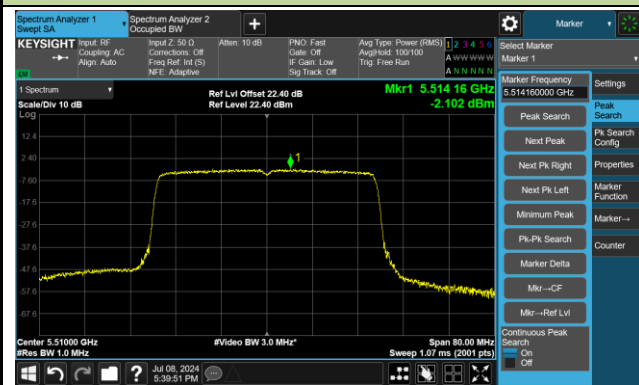 Spectrum Analyzer 1
Swept SA
Spectrum Analyzer 2
Occupied BW
+
Marker
KEYSIGHT
Input: RF
Coupling: AC
Align: Auto
Input Z: 50 Ω
Corrections: Off
Freq Ref: Int (S)
NFE: Adaptive
Atten: 10 dB
PNO: Fast
Gate: Off
IF Gain: Low
Sig Track: Off
Avg Type: Power (RMS)
Avg|Hold: 100/100
Trig: Free Run
1 2 3 4 5 6
A W W W W W
A N N N N N
Select Marker
Marker 1
1 Spectrum
Scale/Div 10 dB
Log
Ref Lvl Offset 22.40 dB
Ref Level 22.40 dBm
Mkr1 5.514 16 GHz
-2.102 dBm
12.4
2.40
-7.60
-17.6
-27.6
-37.6
-47.6
-57.6
-67.6
1
Center 5.51000 GHz
#Res BW 1.0 MHz
#Video BW 3.0 MHz*
Span 80.00 MHz
Sweep 1.07 ms (2001 pts)
Marker Frequency
5.514160000 GHz
Peak Search
Next Peak
Next Pk Right
Next Pk Left
Minimum Peak
Pk-Pk Search
Marker Delta
Mkr→CF
Mkr→Ref Lvl
Continuous Peak
Search
On
Off
Settings
Peak
Search
Pk Search
Config
Properties
Marker
Function
Marker→
Counter
?
Jul 08, 2024
5:39:51 PM